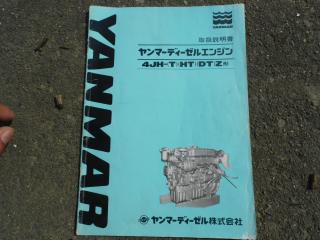 YANMAR
取扱説明書
ヤンマーディーゼルエンジン
4JH-(T)(HT)(DT)(Z)形
YANMAR
ヤンマーディーゼル株式会社